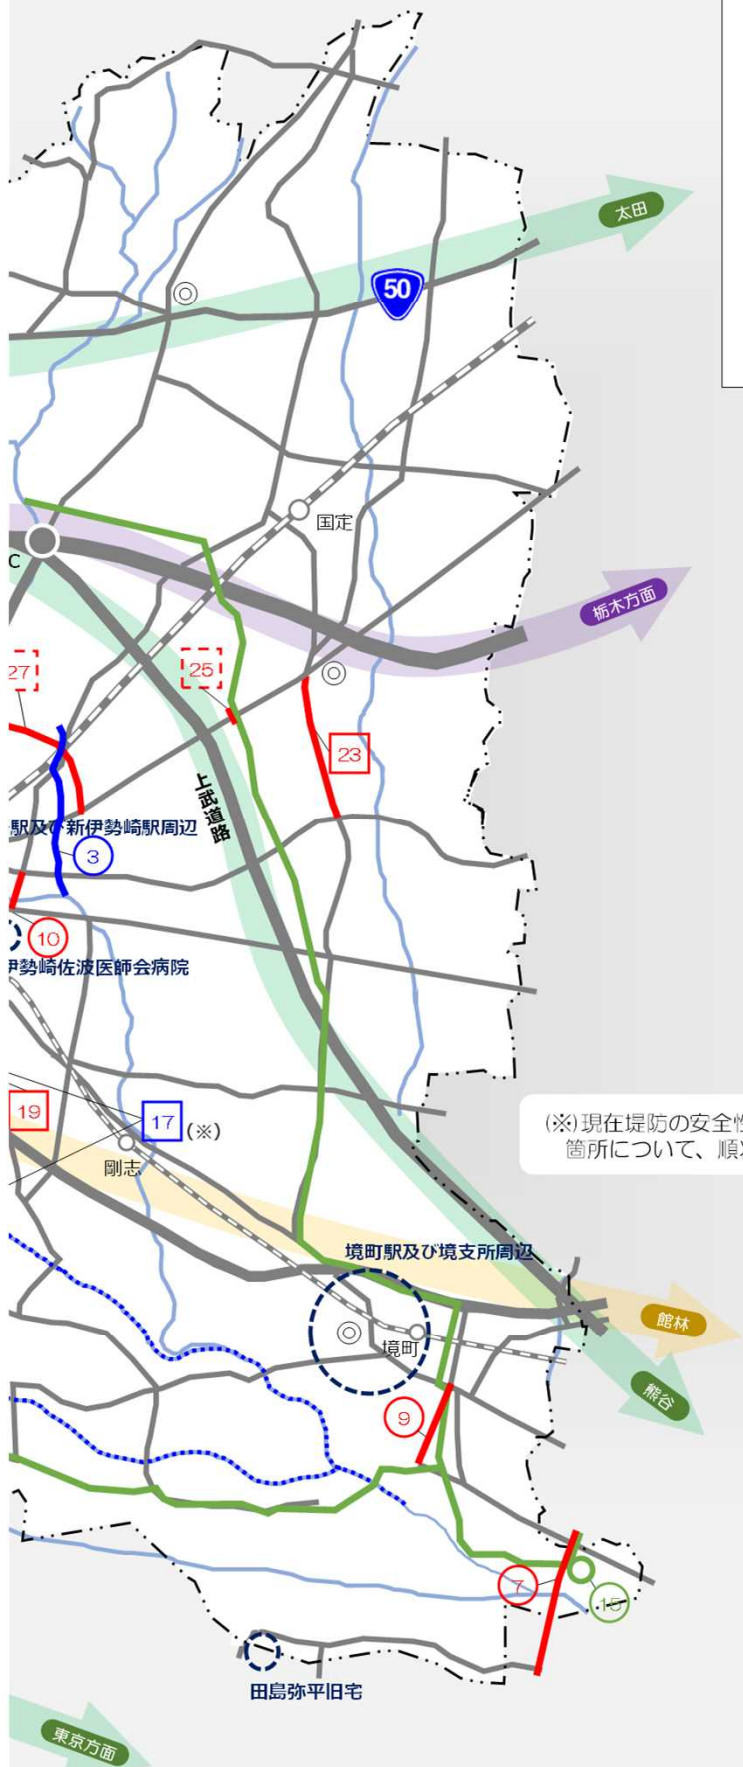 太田
50
国定
C
栃木方面
27
25
23
上武道路
駅及び新伊勢崎駅周辺
3
10
伊勢崎佐波医師会病院
19
17
(※)
剛志
(※)現在堤防の安全性
箇所について、順次
境町駅及び境支所周辺
館林
境町
熊谷
9
7
15
田島弥平旧宅
東京方面